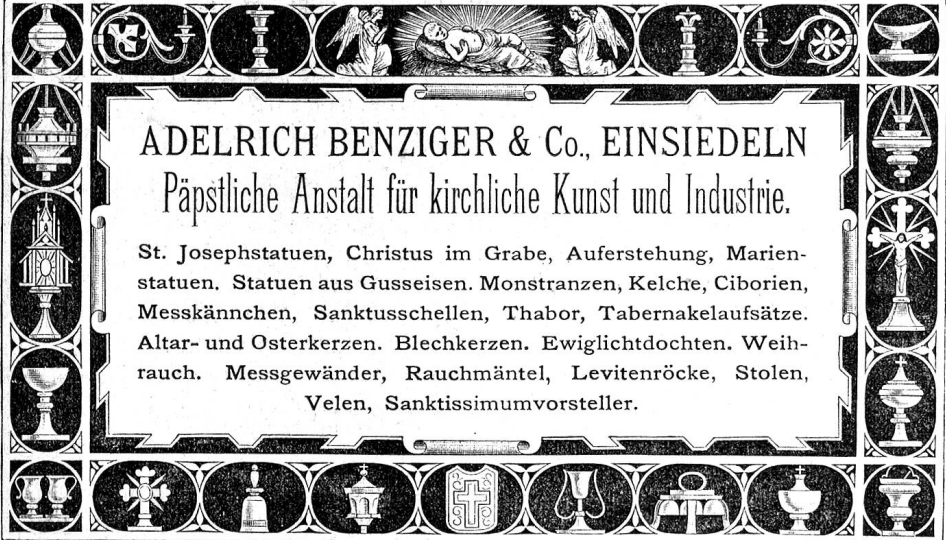 ADELRICH BENZIGER & Co., EINSIEDELN
Päpstliche Anstalt für kirchliche Kunst und Industrie.
St. Josephstatuen, Christus im Grabe, Auferstehung, Marien-
statuen. Statuen aus Gusseisen. Monstranzen, Kelche, Ciborien,
Messkännchen, Sanktusschellen, Thabor, Tabernakelaufsätze.
Altar- und Osterkerzen. Blechkerzen. Ewiglichtdochten. Weih-
rauch. Messgewänder, Rauchmäntel, Levitenröcke, Stolen,
Velen, Sanktissimumvorsteller.